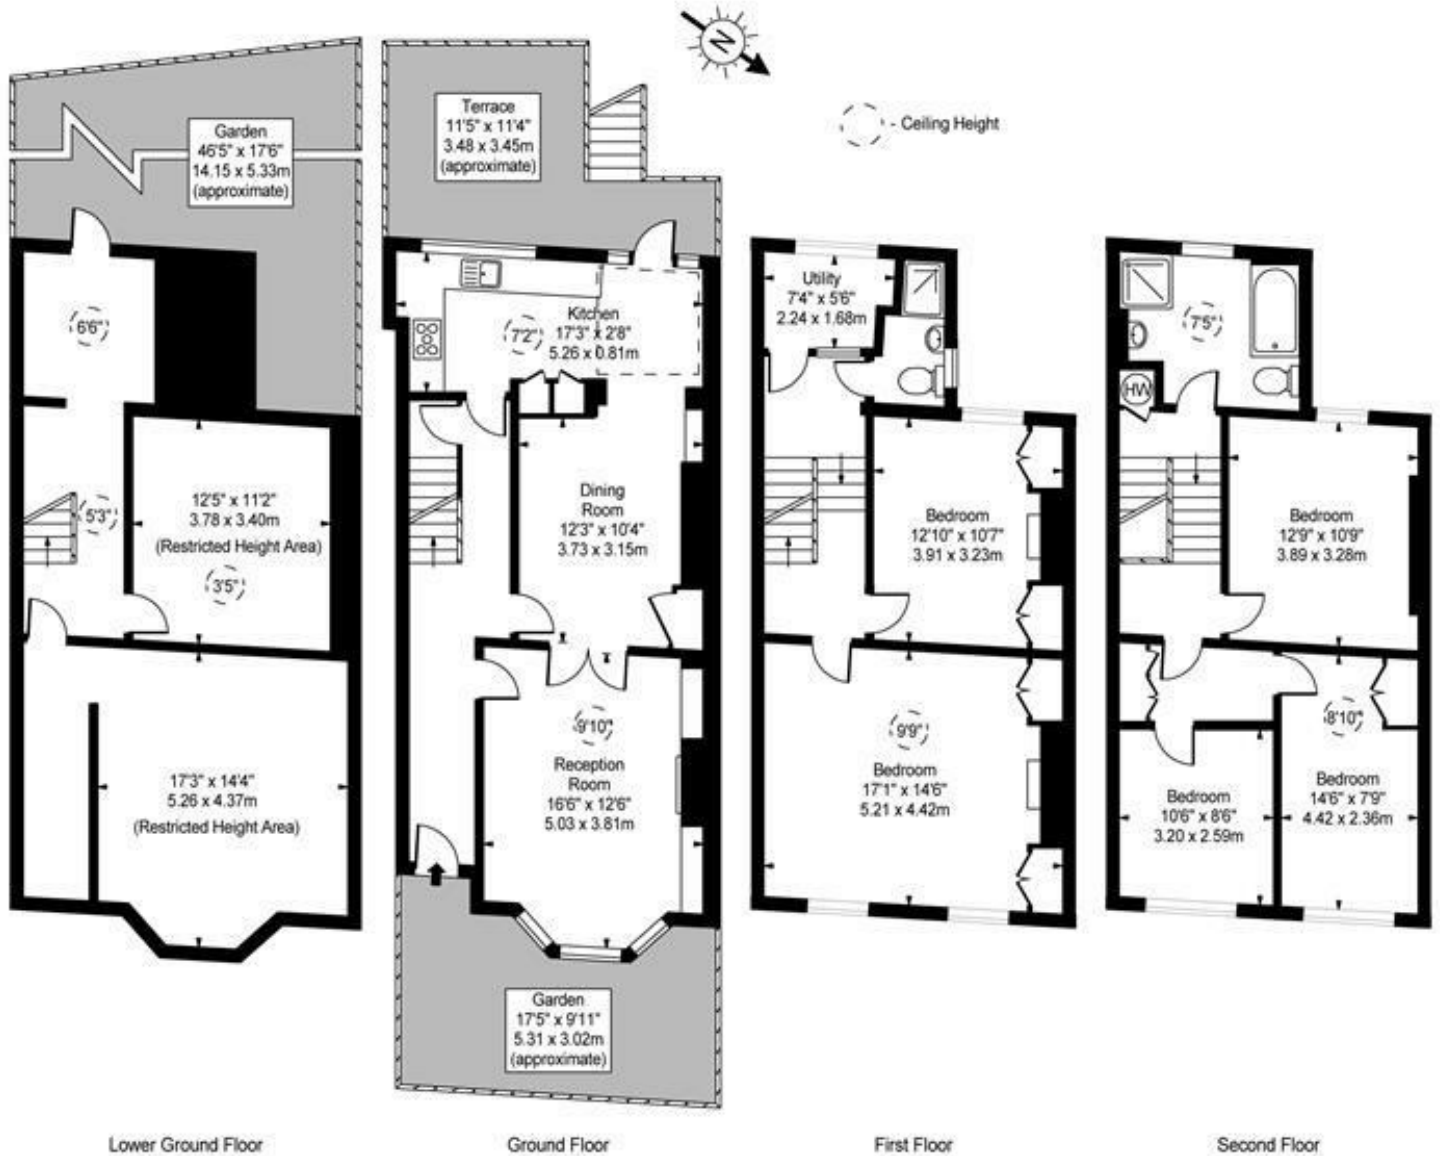 N
- Ceiling Height
Garden
46'5" x 17'6"
14.15 x 5.33m
(approximate)
6'6"
5'3"
12'5" x 11'2"
3.78 x 3.40m
(Restricted Height Area)
3'5"
17'3" x 14'4"
5.26 x 4.37m
(Restricted Height Area)
Lower Ground Floor
Terrace
11'5" x 11'4"
3.48 x 3.45m
(approximate)
Kitchen
17'3" x 2'8"
5.26 x 0.81m
7'2"
Dining
Room
12'3" x 10'4"
3.73 x 3.15m
9'10"
Reception
Room
16'6" x 12'6"
5.03 x 3.81m
Garden
17'5" x 9'11"
5.31 x 3.02m
(approximate)
Ground Floor
Utility
7'4" x 5'6"
2.24 x 1.68m
Bedroom
12'10" x 10'7"
3.91 x 3.23m
9'9"
Bedroom
17'1" x 14'6"
5.21 x 4.42m
First Floor
7'5"
HW
Bedroom
12'9" x 10'9"
3.89 x 3.28m
8'10"
Bedroom
14'6" x 7'9"
4.42 x 2.36m
Bedroom
10'6" x 8'6"
3.20 x 2.59m
Second Floor